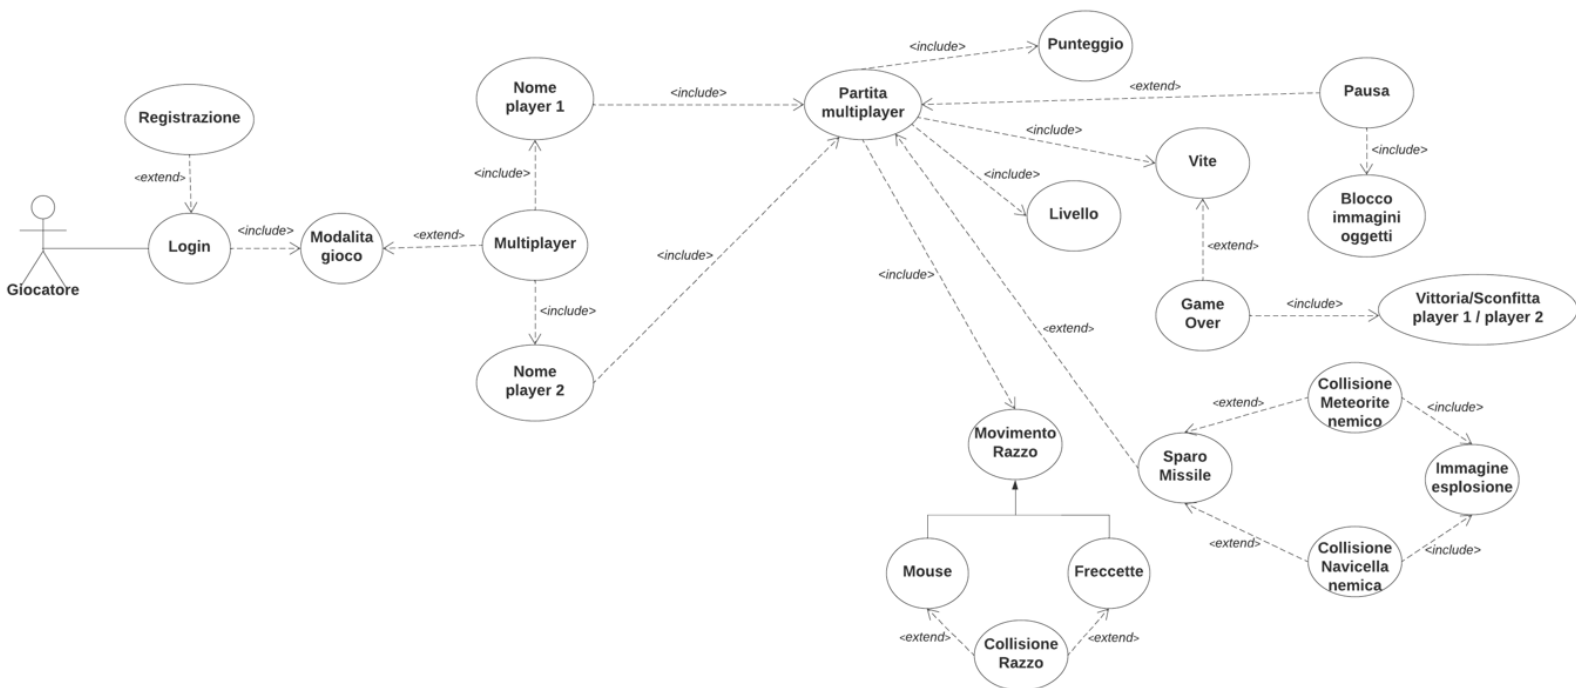 <include>
Punteggio
Nome
player 1
<include>
Partita
multiplayer
<extend>
Pausa
Registrazione
<include>
<include>
Vite
<extend>
<include>
<include>
Livello
Blocco
immagini
oggetti
Login
<include>
Modalita
gioco
<extend>
Multiplayer
<include>
<include>
<extend>
Giocatore
<include>
Game
Over
<include>
Vittoria/Sconfitta
player 1 / player 2
<extend>
Nome
player 2
Collisione
Meteorite
nemico
<extend>
<include>
Movimento
Razzo
Sparo
Missile
Immagine
esplosione
<extend>
Collisione
Navicella
nemica
<include>
Mouse
Freccette
<extend>
Collisione
Razzo
<extend>